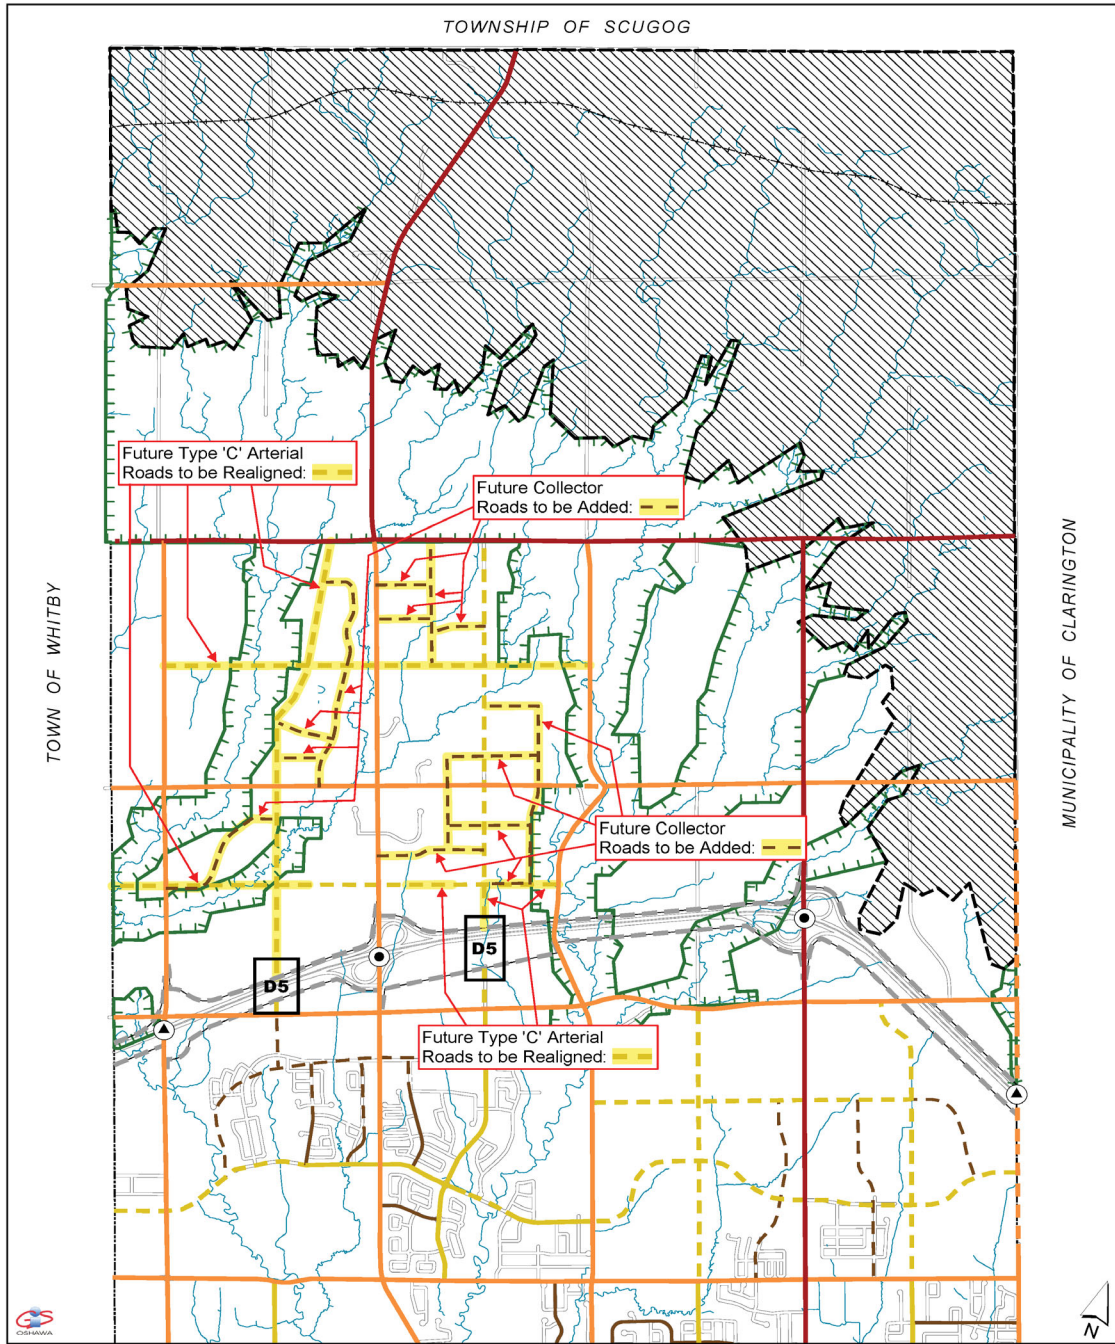 TOWNSHIP OF SCUGOG
Future Type 'C' Arterial
Roads to be Realigned:
Future Collector
Roads to be Added:
TOWN OF WHITBY
MUNICIPALITY OF CLARINGTON
4
Future Collector
Roads to be Added:
D5
D5
Future Type 'C' Arterial
Roads to be Realigned:
GIS
OSHAWA
N